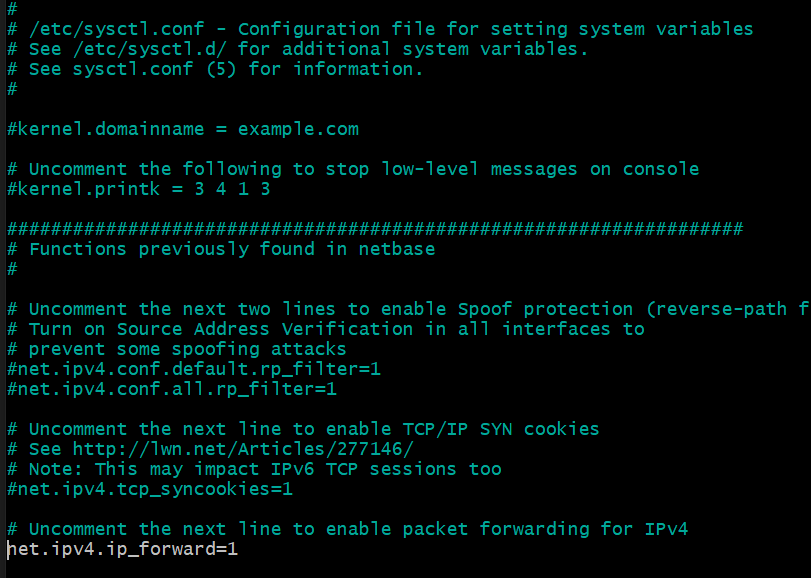 #
# /etc/sysctl.conf - Configuration file for setting system variables
# See /etc/sysctl.d/ for additional system variables.
# See sysctl.conf (5) for information.
#
#kernel.domainname = example.com
# Uncomment the following to stop low-level messages on console
#kernel.printk = 3 4 1 3
###################################################################
# Functions previously found in netbase
#
# Uncomment the next two lines to enable Spoof protection (reverse-path f
# Turn on Source Address Verification in all interfaces to
# prevent some spoofing attacks
#net.ipv4.conf.default.rp_filter=1
#net.ipv4.conf.all.rp_filter=1
# Uncomment the next line to enable TCP/IP SYN cookies
# See http://lwn.net/Articles/277146/
# Note: This may impact IPv6 TCP sessions too
#net.ipv4.tcp_syncookies=1
# Uncomment the next line to enable packet forwarding for IPv4
net.ipv4.ip_forward=1